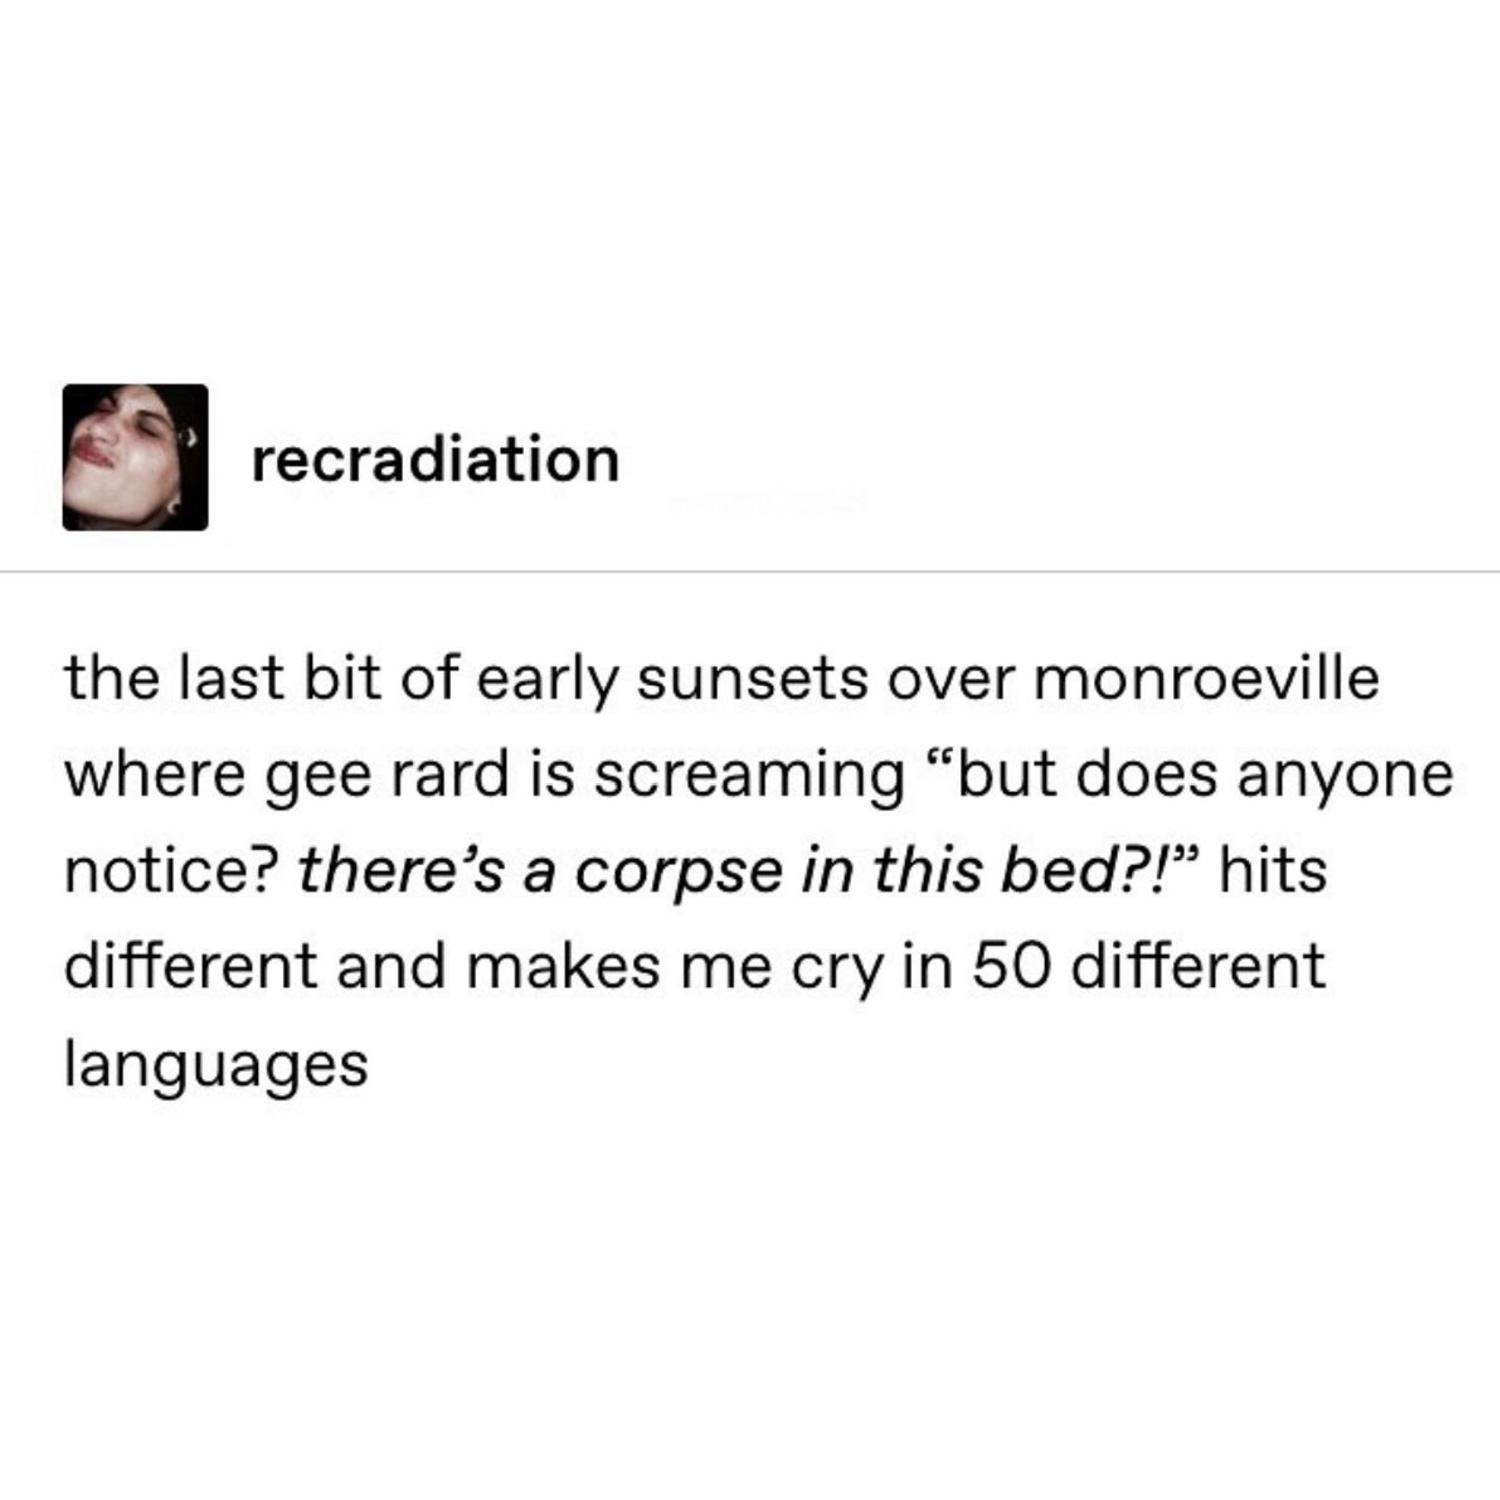 recradiation
the last bit of early sunsets over monroeville
where gee rard is screaming “but does anyone
notice? there’s a corpse in this bed?!” hits
different and makes me cry in 50 different
languages